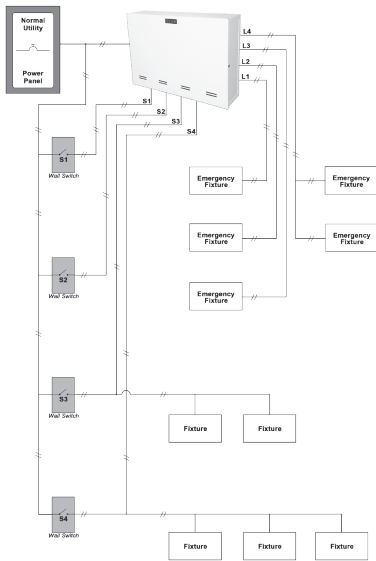 Normal
Utility
Power
Panel
L4
L3
L2
L1
S1
S2
S3
S4
S1
Wall Switch
Emergency
Fixture
Emergency
Fixture
Emergency
Fixture
Emergency
Fixture
S2
Wall Switch
Emergency
Fixture
S3
Wall Switch
Fixture
Fixture
S4
Wall Switch
Fixture
Fixture
Fixture